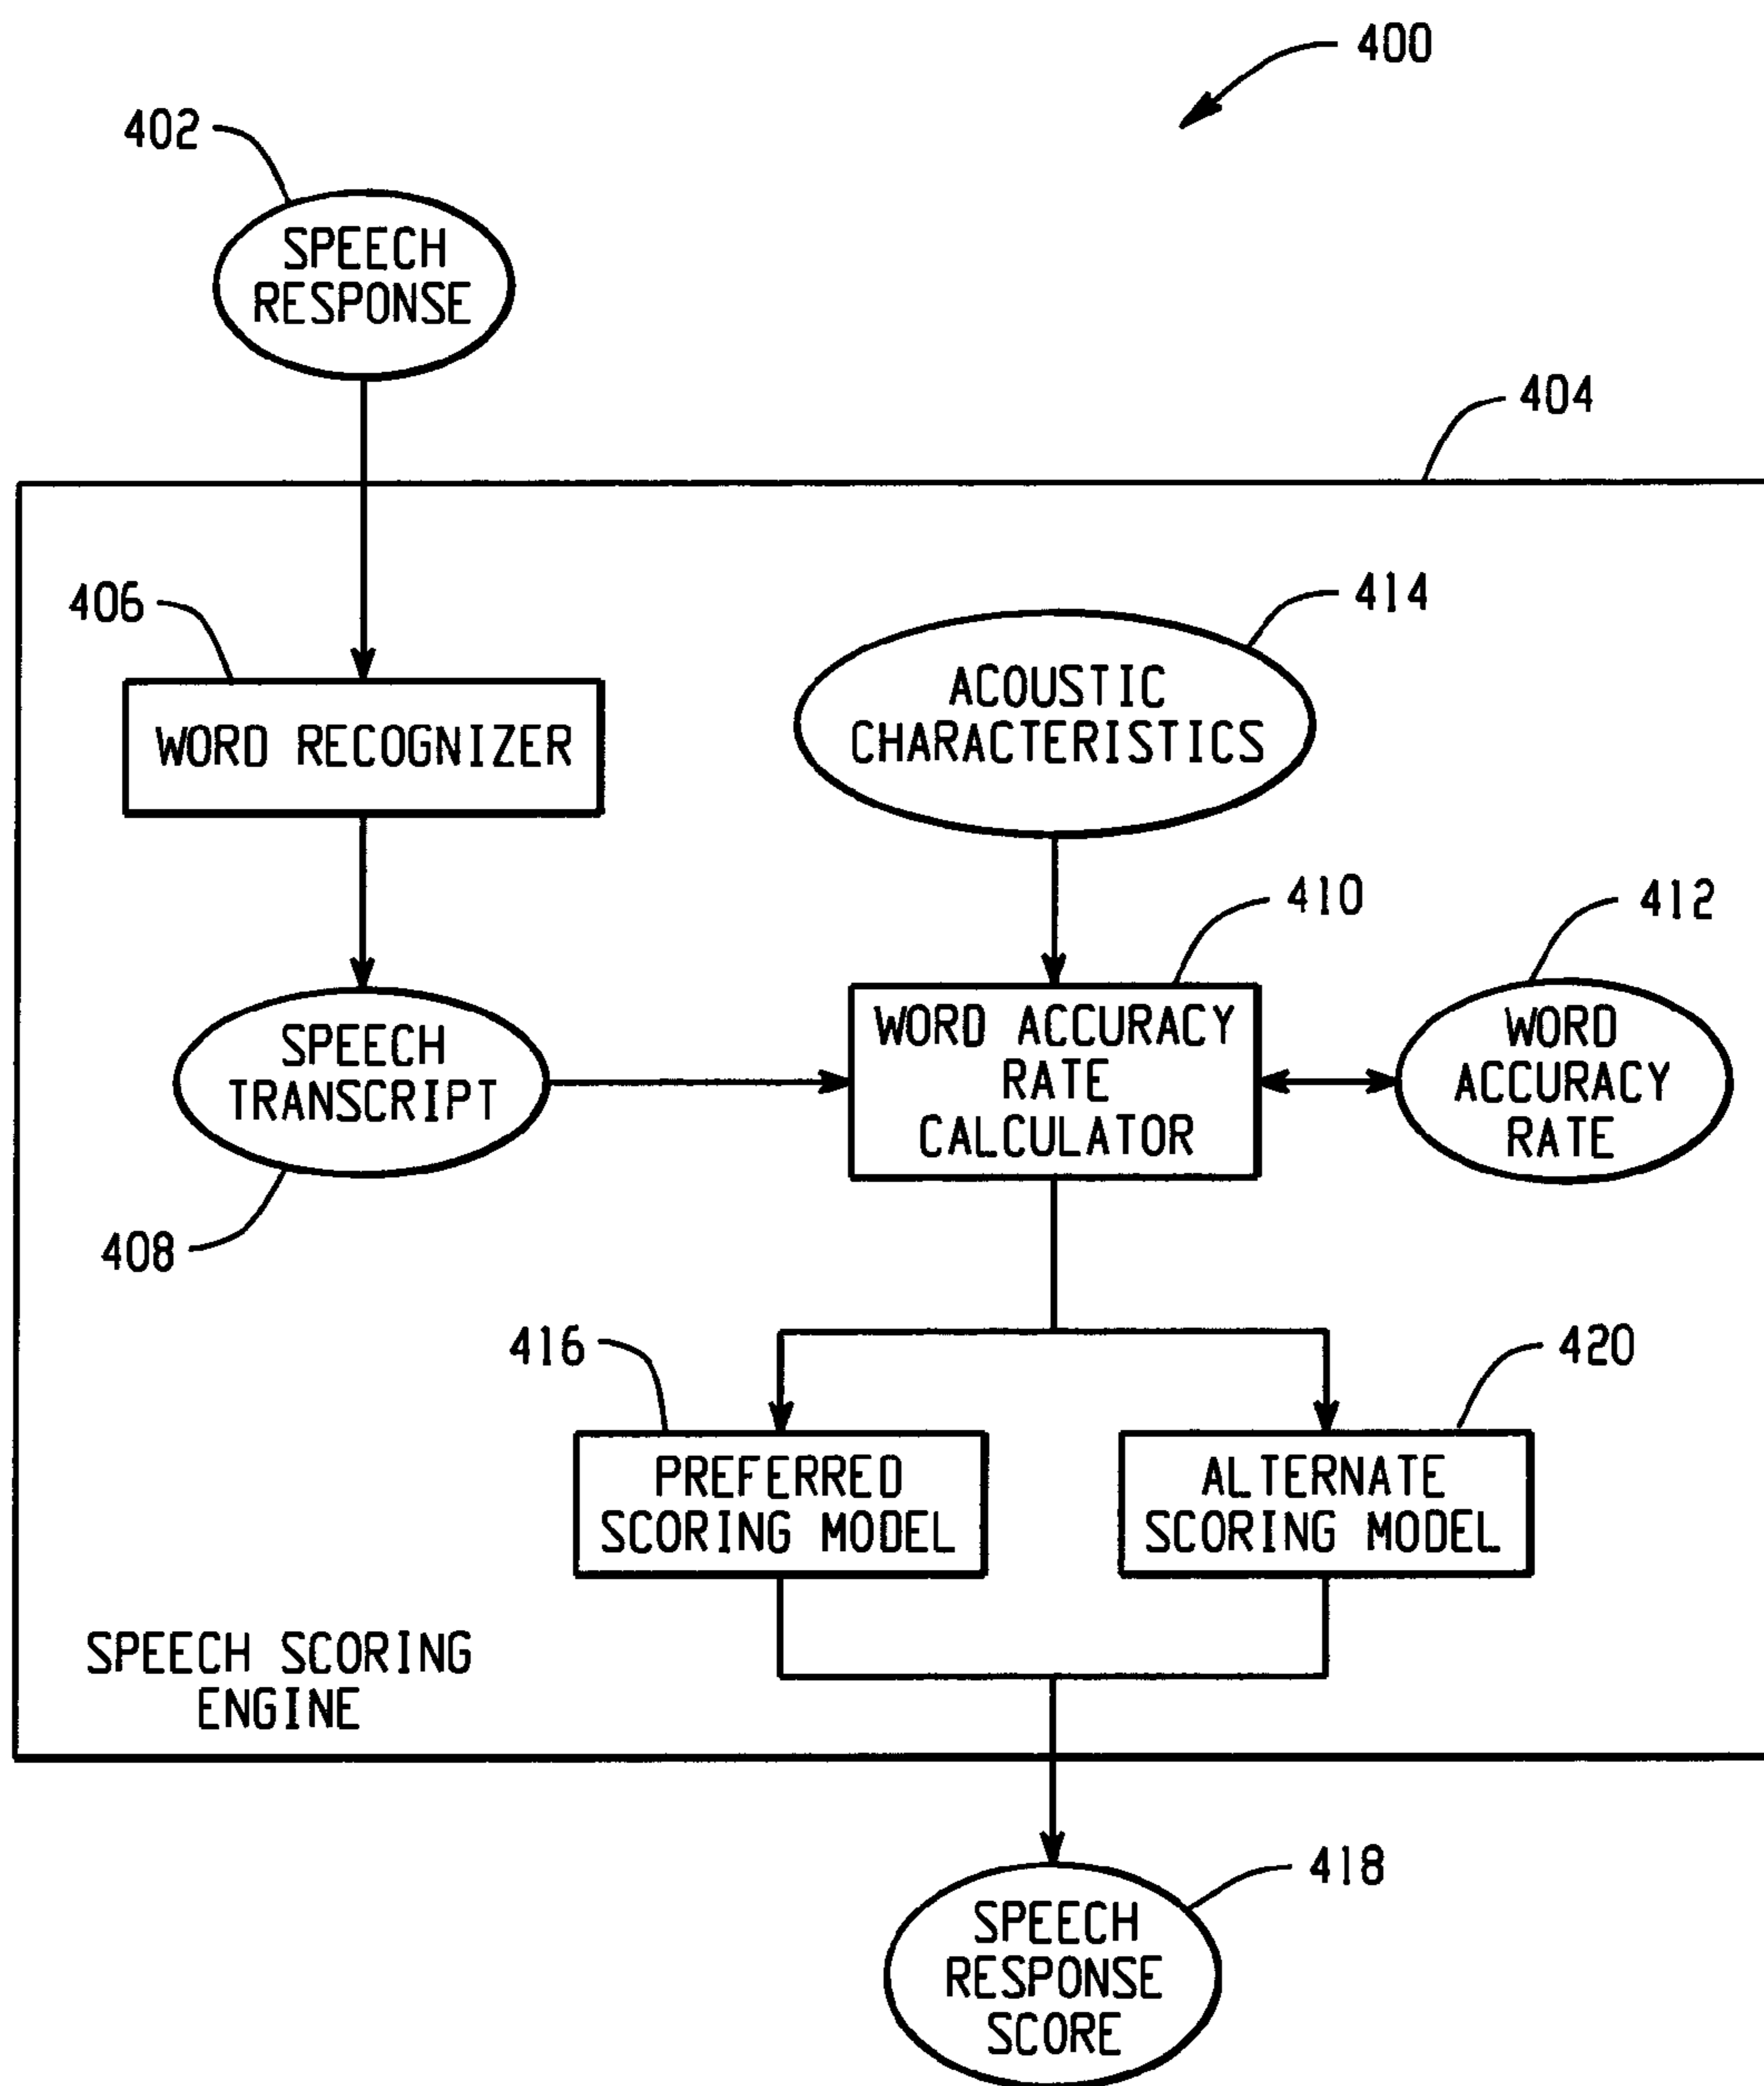 400
402
SPEECH
RESPONSE
404
406
414
WORD RECOGNIZER
ACOUSTIC
CHARACTERISTICS
410
412
SPEECH
TRANSCRIPT
WORD ACCURACY
RATE
CALCULATOR
WORD
ACCURACY
RATE
408
416
420
PREFERRED
SCORING MODEL
ALTERNATE
SCORING MODEL
SPEECH SCORING
ENGINE
418
SPEECH
RESPONSE
SCORE